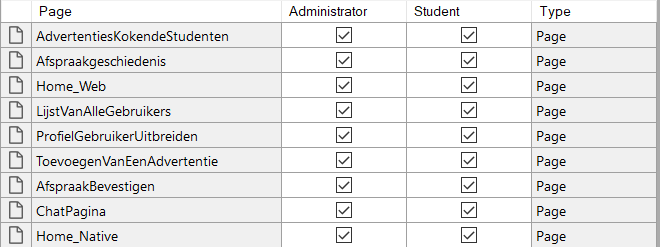 Page Administrator Student Type
AdvertentiesKokendeStudenten Page
Afspraakgeschiedenis Page
Home_Web Page
LijstVanAlleGebruikers Page
ProfielGebruikerUitbreiden Page
ToevoegenVanEenAdvertentie Page
AfspraakBevestigen Page
ChatPagina Page
Home_Native Page